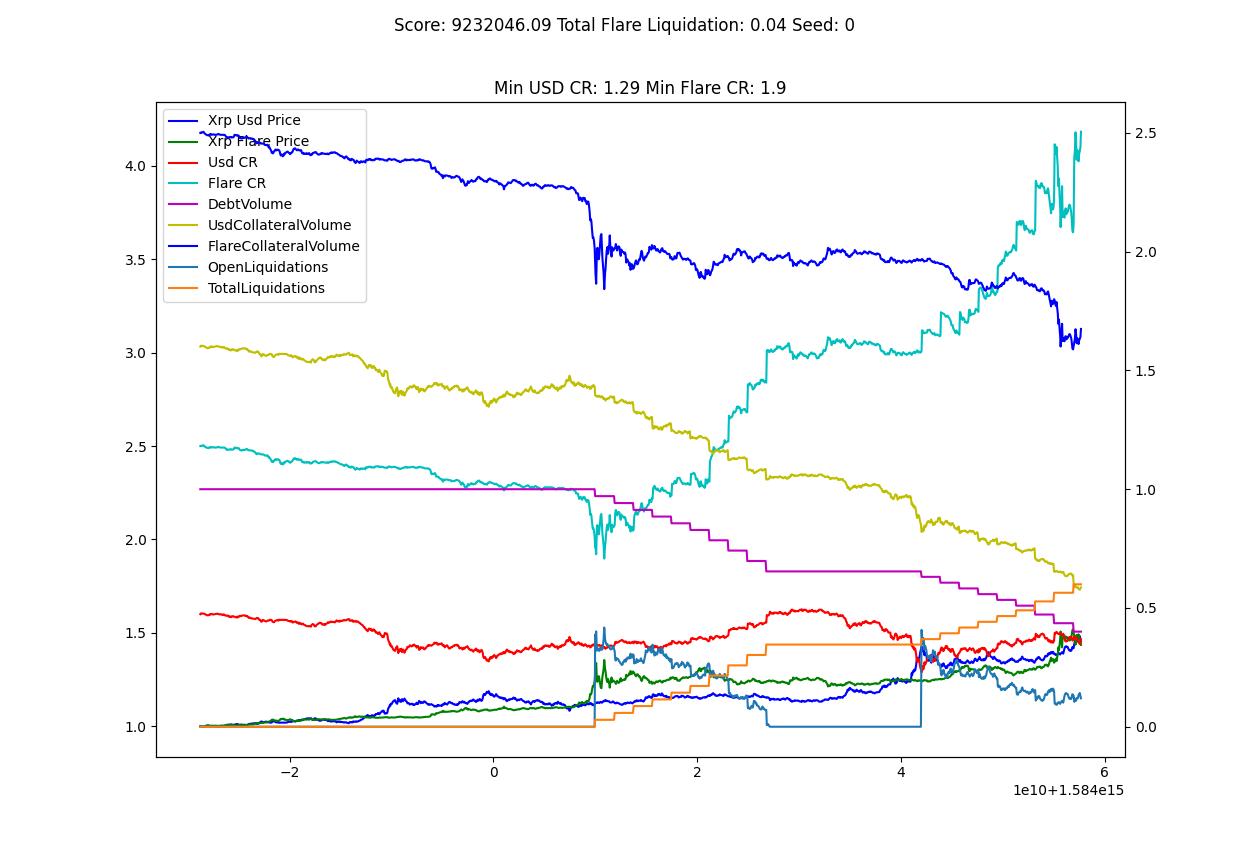 Score: 9232046.09 Total Flare Liquidation: 0.04 Seed: 0
Min USD CR: 1.29 Min Flare CR: 1.9
Xrp Usd Price
Xrp Flare Price
Usd CR
Flare CR
DebtVolume
UsdCollateralVolume
FlareCollateralVolume
OpenLiquidations
TotalLiquidations
4.0
3.5
3.0
2.5
2.0
1.5
1.0
2.5
2.0
1.5
1.0
0.5
0.0
−2
0
2
4
6
1e10+1.584e15